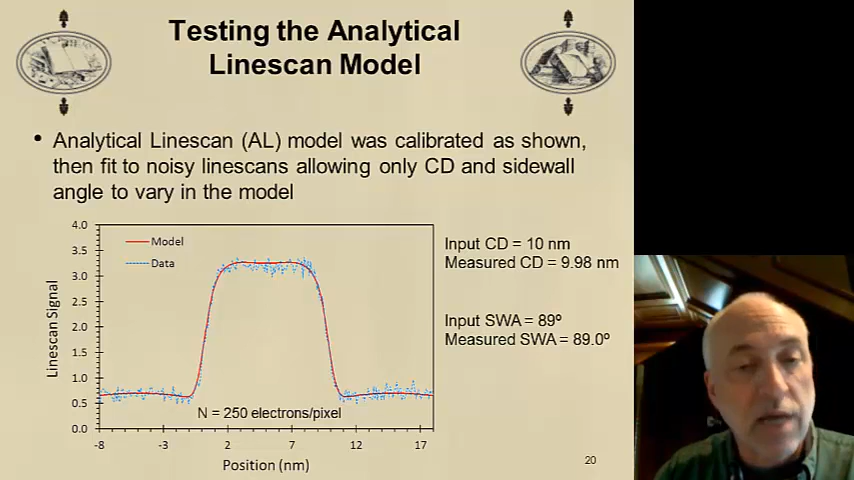 Testing the Analytical
Linescan Model
• Analytical Linescan (AL) model was calibrated as shown,
then fit to noisy linescans allowing only CD and sidewall
angle to vary in the model
4.0
3.5
3.0
2.5
2.0
1.5
1.0
0.5
0.0
Linescan Signal
Model
Data
N = 250 electrons/pixel
-8 -3 2 7 12 17
Position (nm)
Input CD = 10 nm
Measured CD = 9.98 nm
Input SWA = 89º
Measured SWA = 89.0º
20